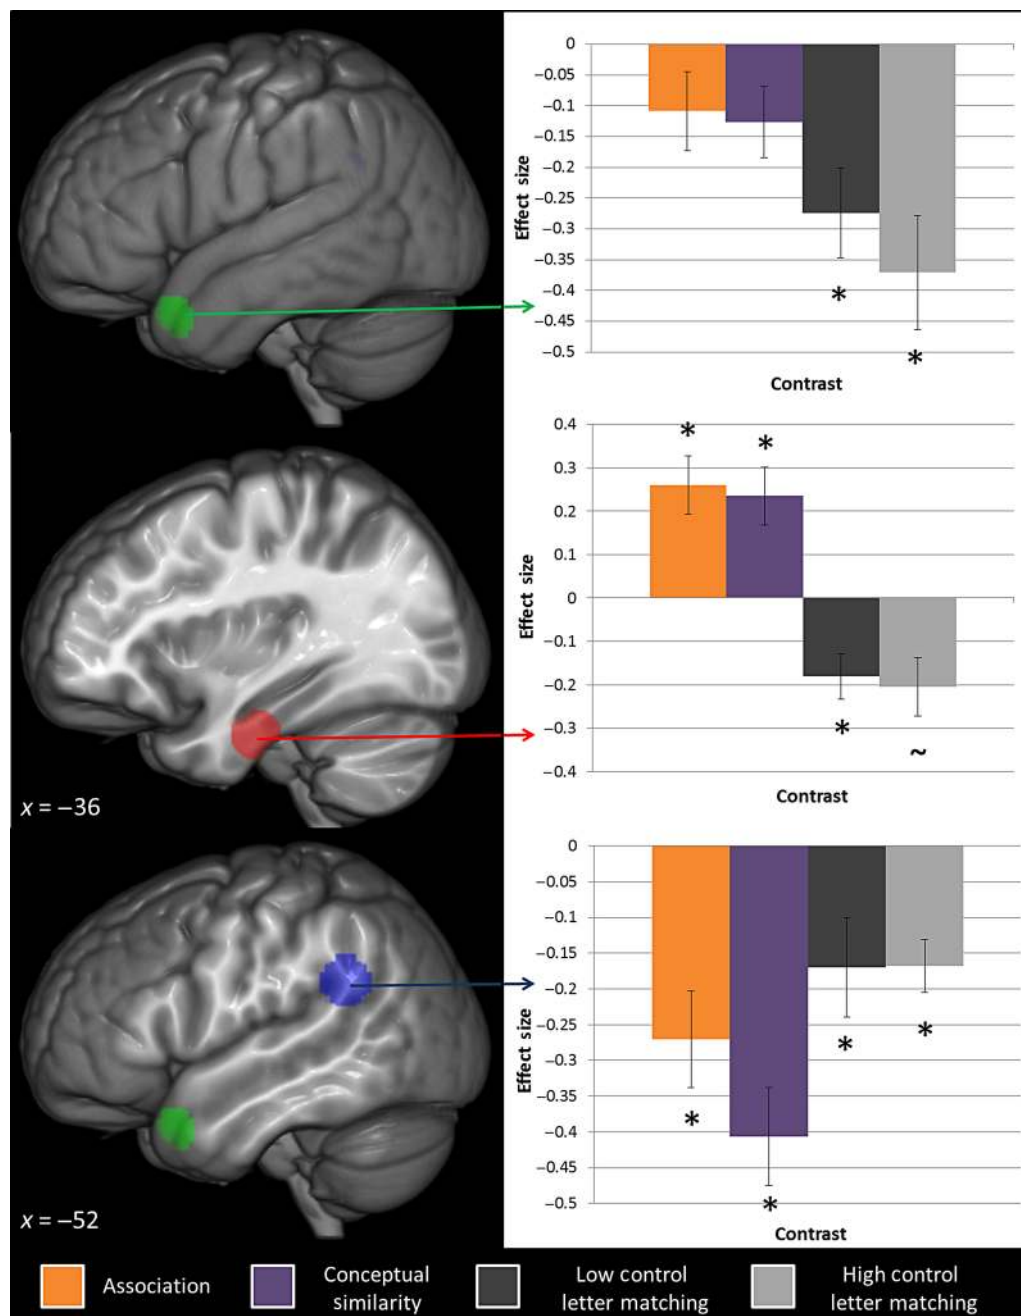 0
−0.05
−0.1
−0.15
−0.2
−0.25
−0.3
−0.35
−0.4
−0.45
−0.5
Effect size
*
*
Contrast
0.4
0.3
0.2
0.1
0
−0.1
−0.2
−0.3
−0.4
Effect size
*
*
*
~
Contrast
x = −36
0
−0.05
−0.1
−0.15
−0.2
−0.25
−0.3
−0.35
−0.4
−0.45
−0.5
Effect size
*
*
*
*
Contrast
x = −52
Association
Conceptual
similarity
Low control
letter matching
High control
letter matching